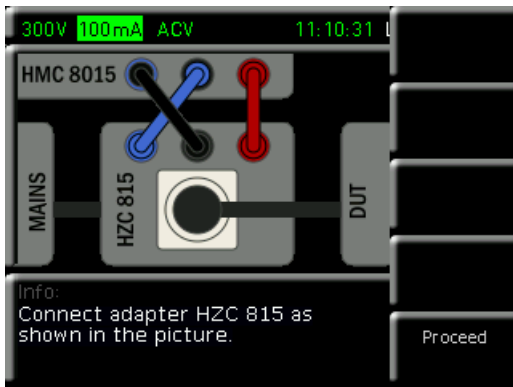 300V 100mA ACV 11:10:31
HMC 8015
MAINS
HZC 815
DUT
Info:
Connect adapter HZC 815 as
shown in the picture.
Proceed